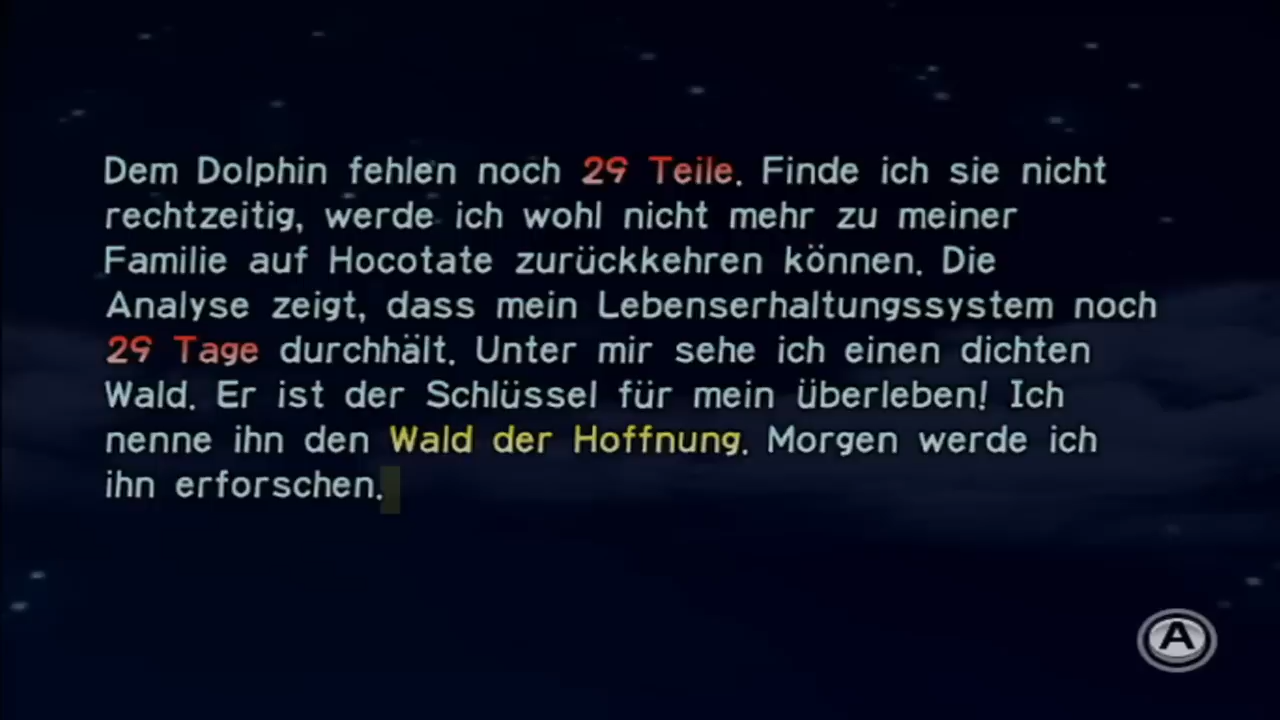 Dem Dolphin fehlen noch 29 Teile. Finde ich sie nicht
rechtzeitig, werde ich wohl nicht mehr zu meiner
Familie auf Hocotate zurückkehren können. Die
Analyse zeigt, dass mein Lebenserhaltungssystem noch
29 Tage durchhält. Unter mir sehe ich einen dichten
Wald. Er ist der Schlüssel für mein überleben! Ich
nenne ihn den Wald der Hoffnung. Morgen werde ich
ihn erforschen.
A